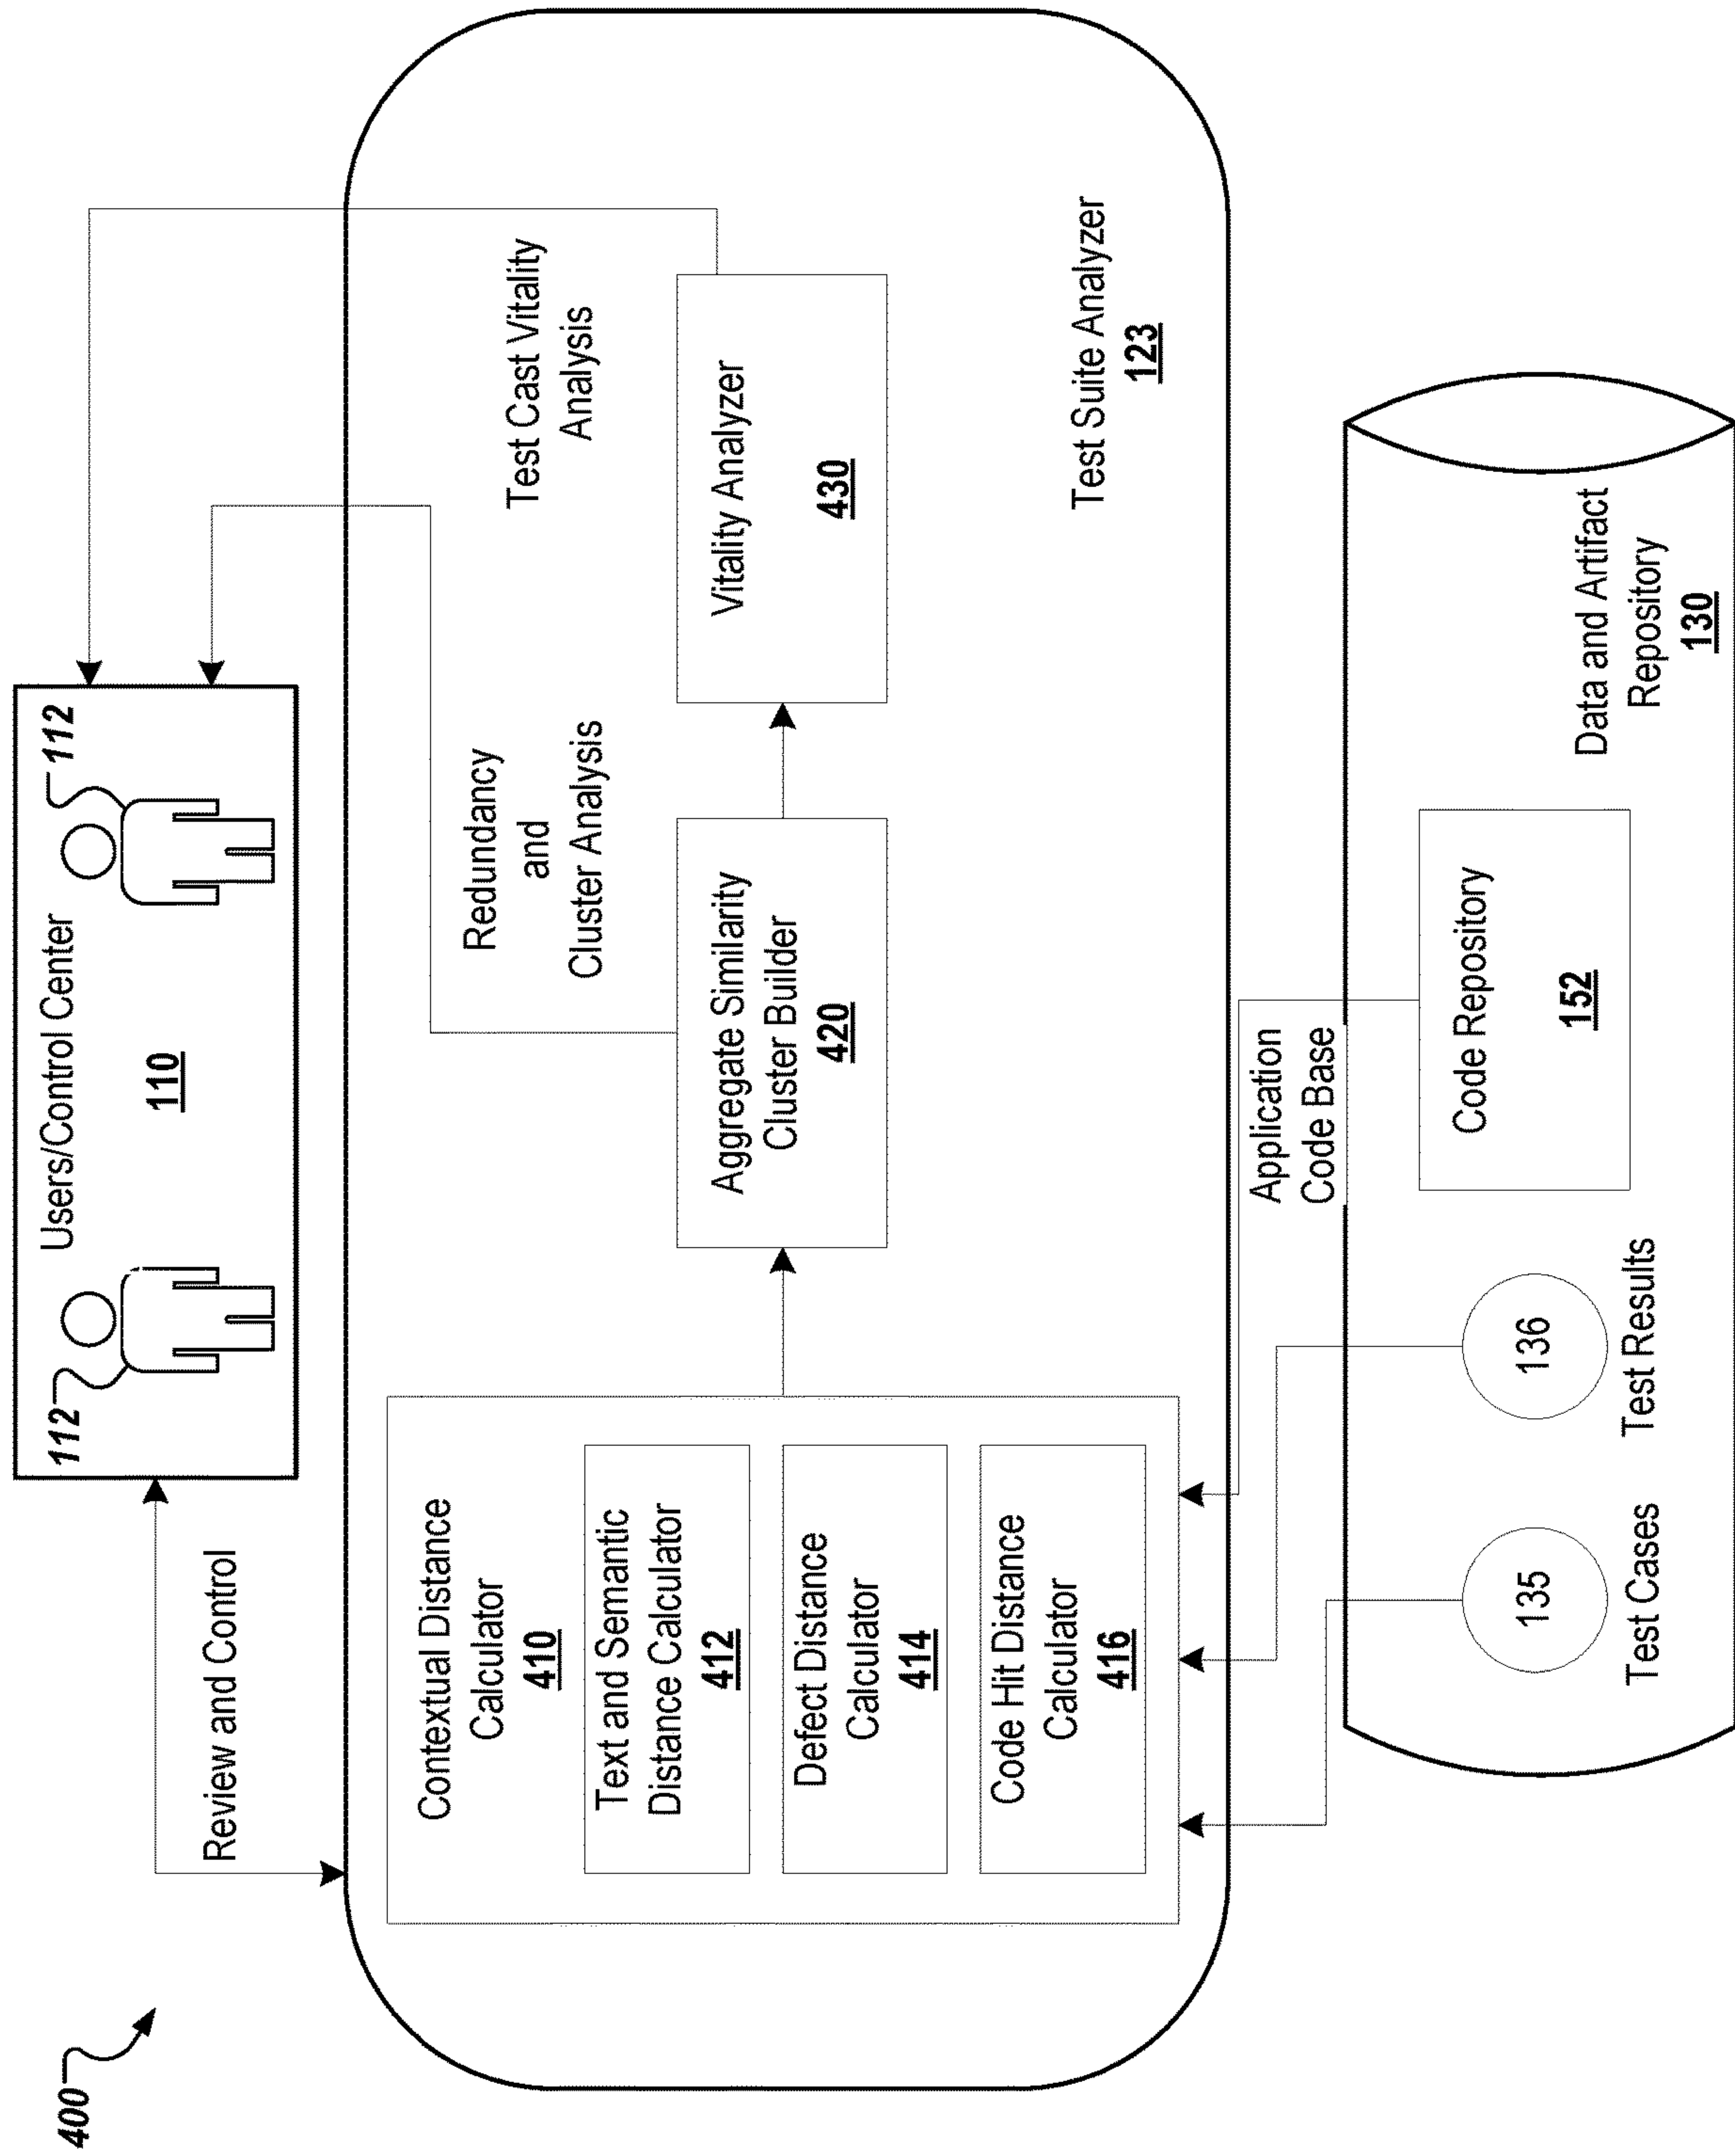 400
Users/Control Center
110
112
112
Review and Control
Redundancy
and
Cluster Analysis
Test Cast Vitality
Analysis
Contextual Distance
Calculator
410
Text and Semantic
Distance Calculator
412
Defect Distance
Calculator
414
Code Hit Distance
Calculator
416
Aggregate Similarity
Cluster Builder
420
Vitality Analyzer
430
Test Suite Analyzer
123
Application
Code Base
135
Test Cases
136
Test Results
Code Repository
152
Data and Artifact
Repository
130